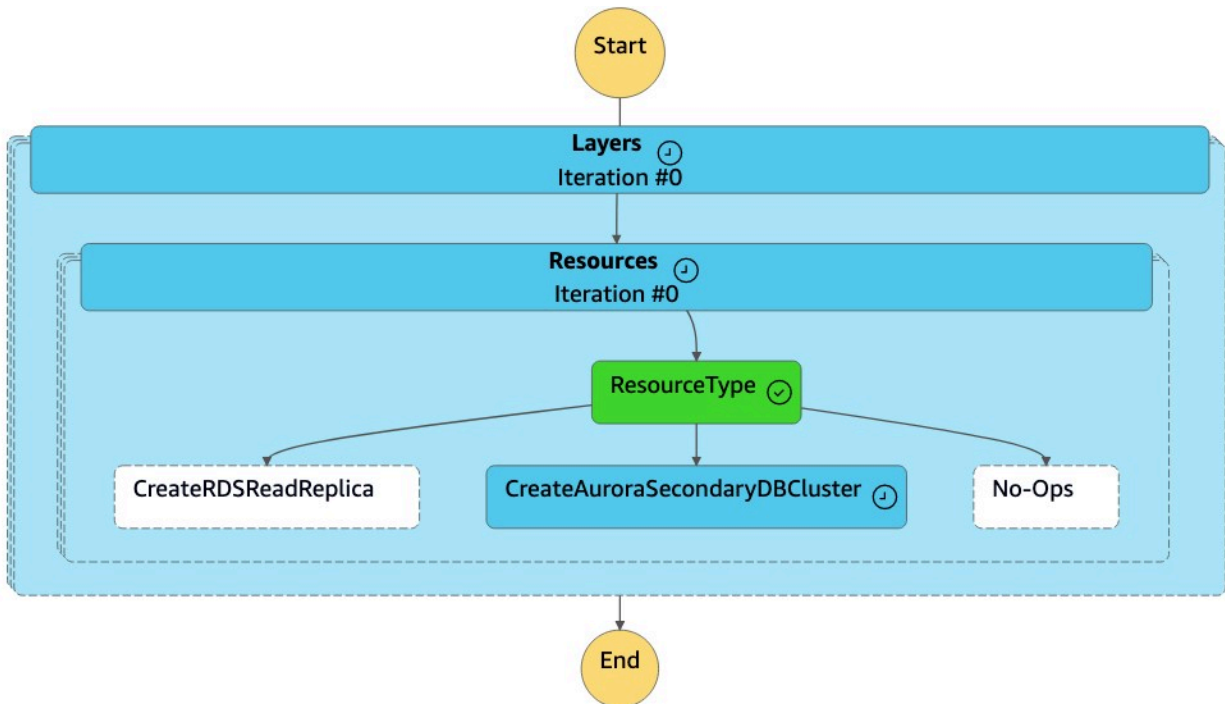 Start
Layers
Iteration #0
Resources
Iteration #0
ResourceType
CreateRDSReadReplica
CreateAuroraSecondaryDBCluster
No-Ops
End